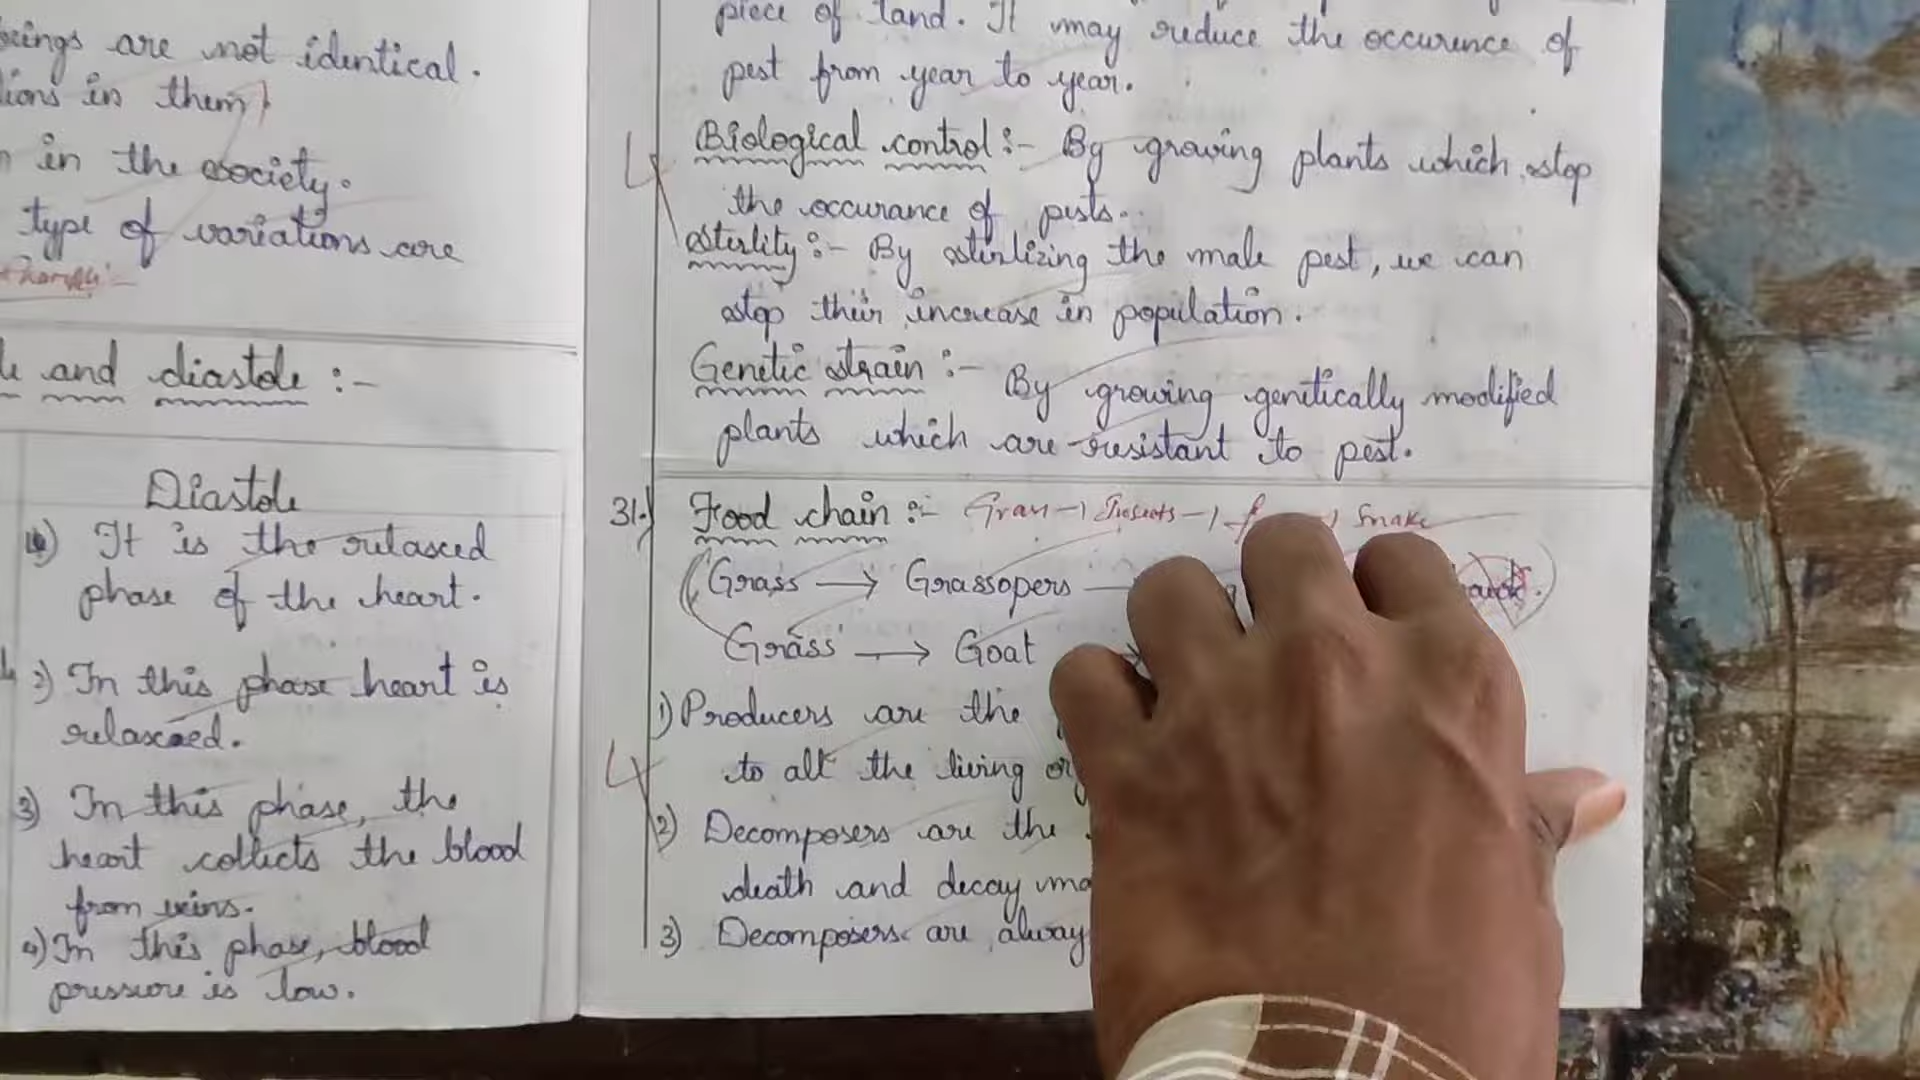 beings are not identical.
tions in them
in the society.
type of variations are
and diastole :-
Diastole
1) It is the relaxed
phase of the heart.
2) In this phase heart is
relaxed.
3) In this phase, the
heart collects the blood
from veins.
4) In this phase, blood
pressure is low.
piece of land. It may reduce the occurence of
pest from year to year.
Biological control :- By growing plants which stop
the occurance of pests.
sterlity :- By sterlizing the male pest, we can
stop their increase in population.
Genetic strain :- By growing genetically modified
plants which are resistant to pest.
31.) Food chain :- Grass → Insects → → Snake
Grass → Grassopers →
Grass → Goat →
1) Producers are the
to all the living
2) Decomposers are the
death and decay
3) Decomposers are